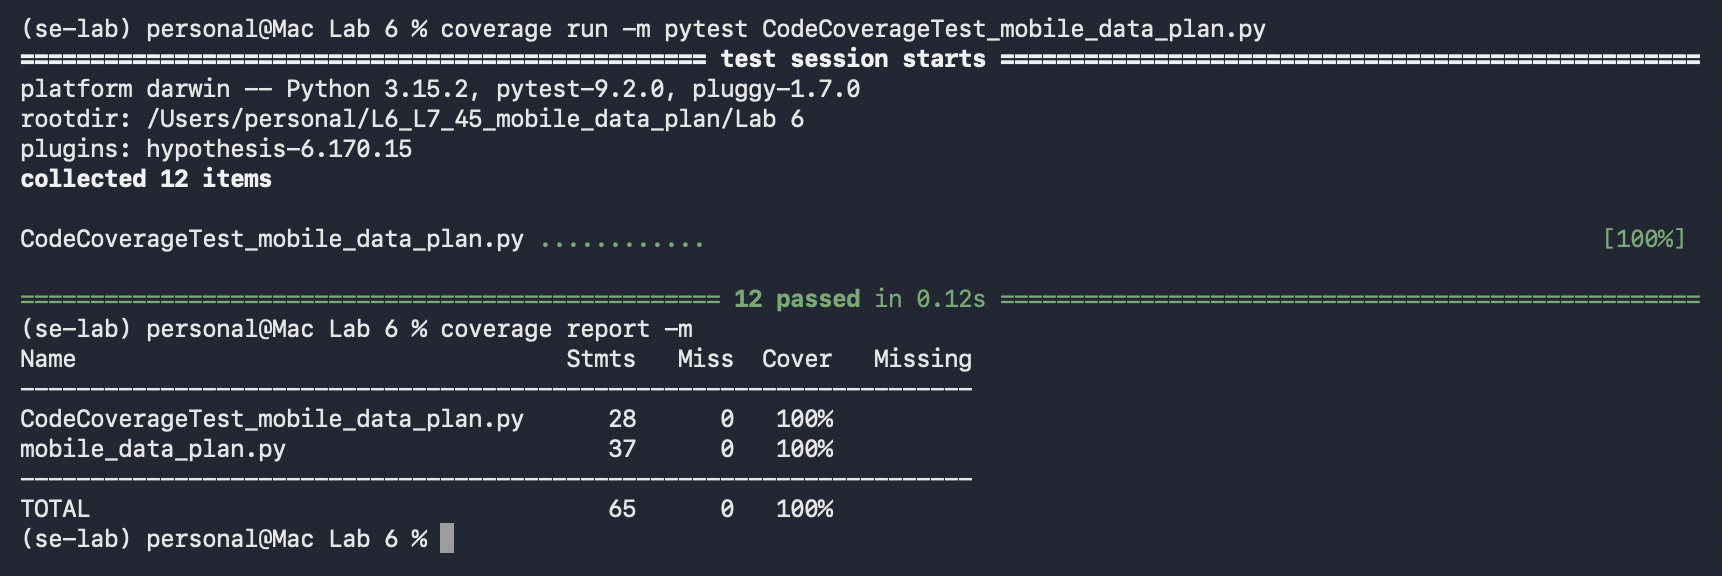 (se-lab) personal@Mac Lab 6 % coverage run -m pytest CodeCoverageTest_mobile_data_plan.py
================================================= test session starts ==================================================
platform darwin -- Python 3.15.2, pytest-9.2.0, pluggy-1.7.0
rootdir: /Users/personal/L6_L7_45_mobile_data_plan/Lab 6
plugins: hypothesis-6.170.15
collected 12 items

CodeCoverageTest_mobile_data_plan.py ............                                                                [100%]

================================================== 12 passed in 0.12s ==================================================
(se-lab) personal@Mac Lab 6 % coverage report -m
Name                                   Stmts   Miss  Cover   Missing
--------------------------------------------------------------------
CodeCoverageTest_mobile_data_plan.py      28      0   100%
mobile_data_plan.py                       37      0   100%
--------------------------------------------------------------------
TOTAL                                     65      0   100%
(se-lab) personal@Mac Lab 6 %